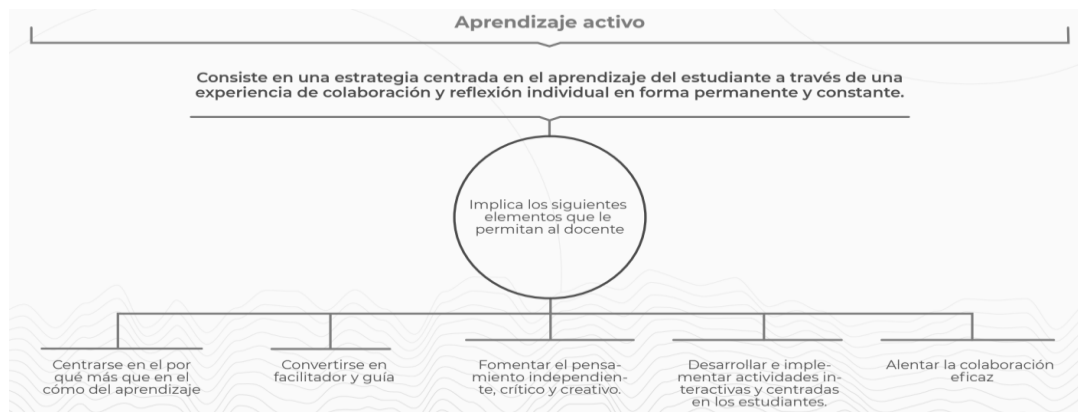 Aprendizaje activo
Consiste en una estrategia centrada en el aprendizaje del estudiante a través de una
experiencia de colaboración y reflexión individual en forma permanente y constante.
Implica los siguientes
elementos que le
permitan al docente
Centrarse en el por
qué más que en el
cómo del aprendizaje
Convertirse en
facilitador y guía
Fomentar el pensa-
miento independien-
te, crítico y creativo.
Desarrollar e imple-
mentar actividades in-
teractivas y centradas
en los estudiantes.
Alentar la colaboración
eficaz